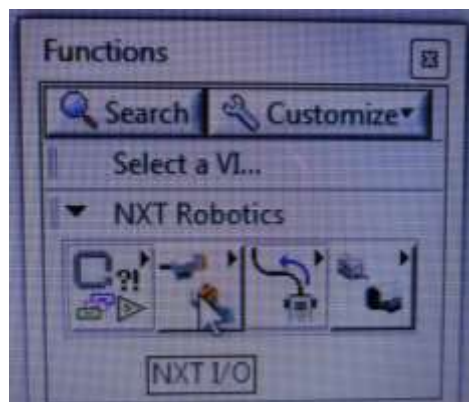 Functions
Search Customize
Select a VI...
NXT Robotics
?!
NXT I/O